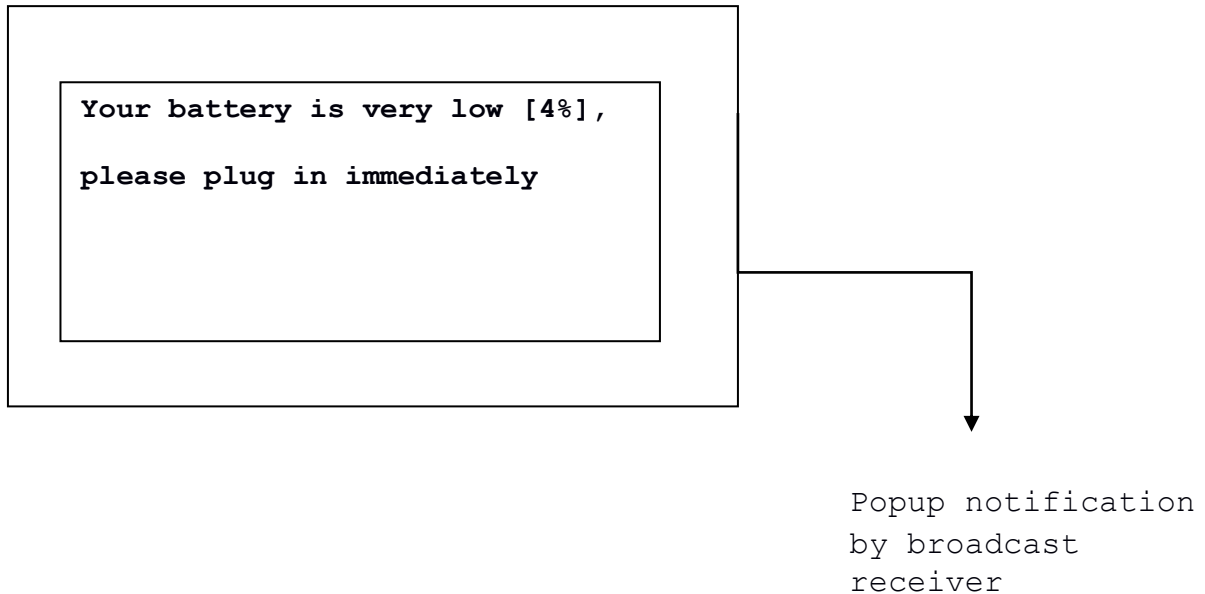 Your battery is very low [4%],
please plug in immediately
Popup notification
by broadcast
receiver